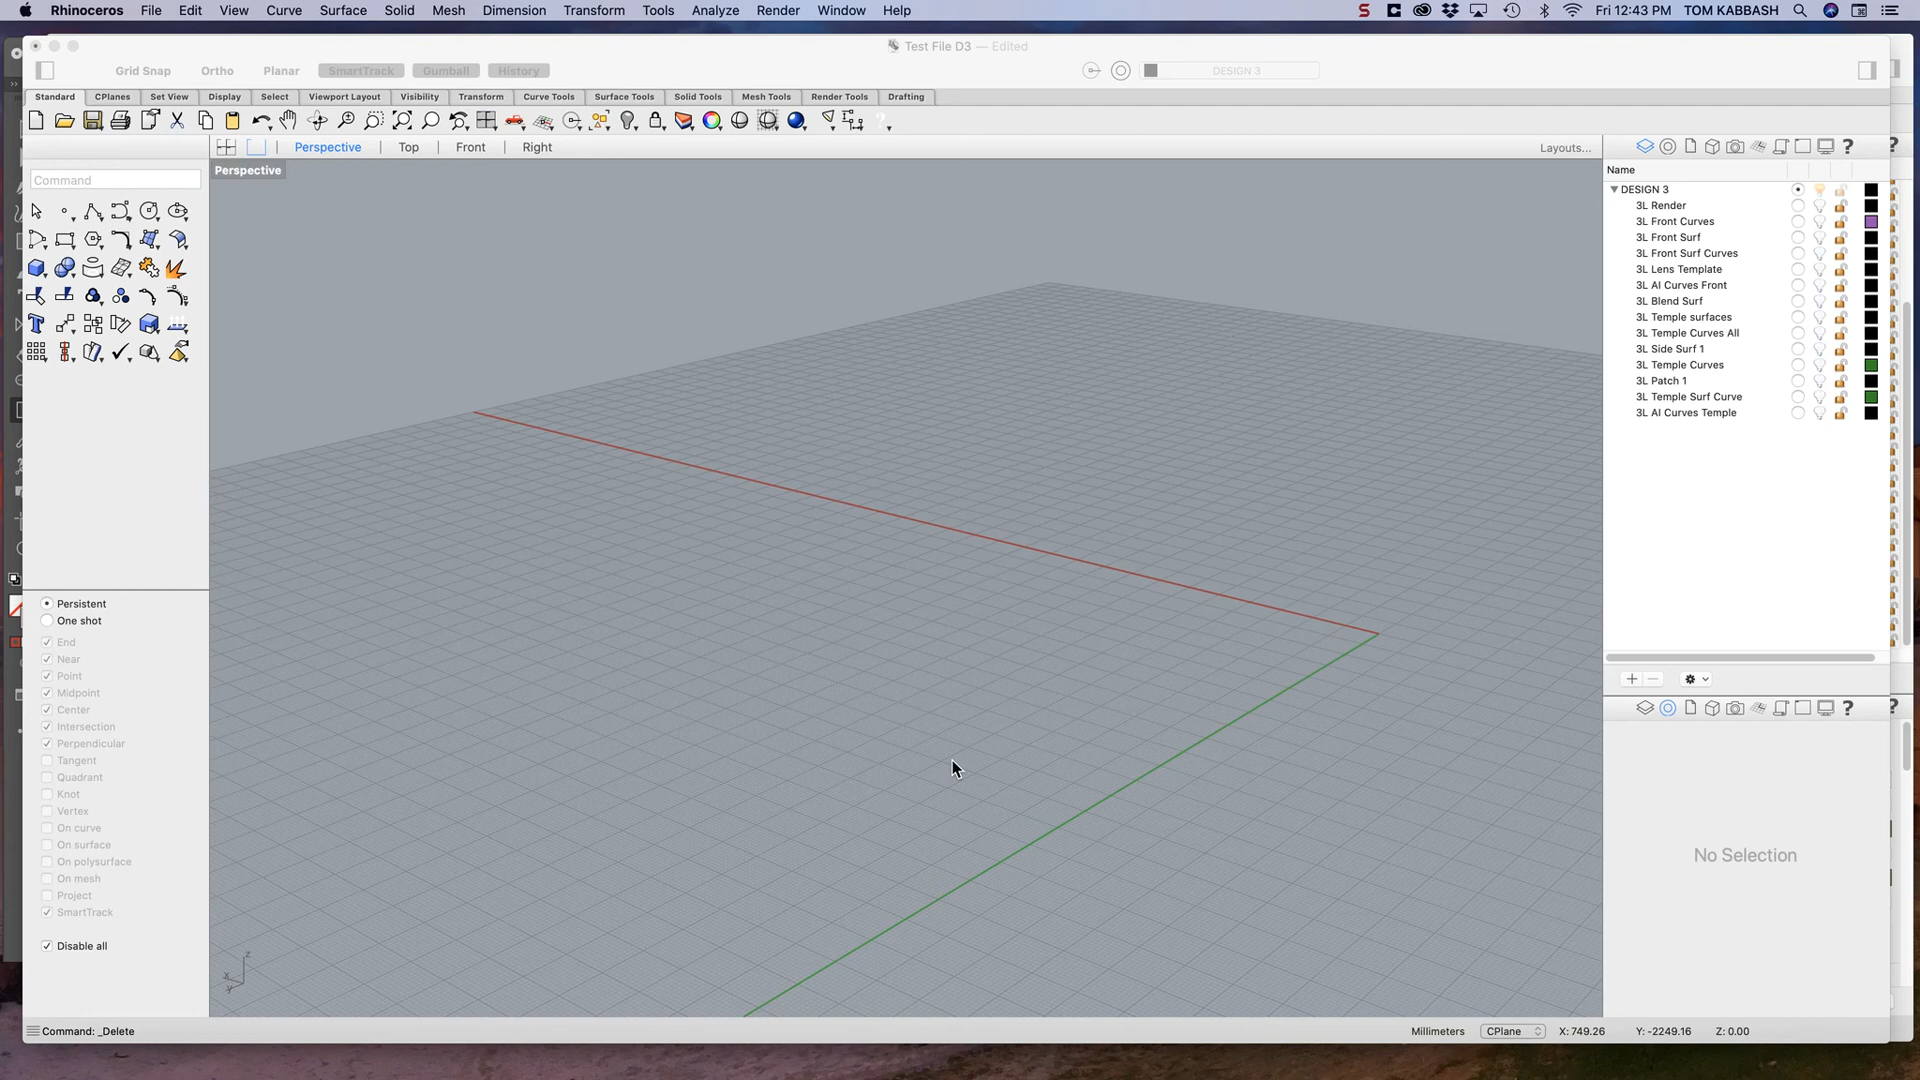 Rhinoceros File Edit View Curve Surface Solid Mesh Dimension Transform Tools Analyze Render Window Help Fri 12:43 PM TOM KABBASH
Test File D3 — Edited
Grid Snap Ortho Planar SmartTrack Gumball History DESIGN 3
Standard CPlanes Set View Display Select Viewport Layout Visibility Transform Curve Tools Surface Tools Solid Tools Mesh Tools Render Tools Drafting
Perspective Top Front Right Layouts...
Perspective
Command
Name
DESIGN 3
3L Render
3L Front Curves
3L Front Surf
3L Front Surf Curves
3L Lens Template
3L AI Curves Front
3L Blend Surf
3L Temple surfaces
3L Temple Curves All
3L Side Surf 1
3L Temple Curves
3L Patch 1
3L Temple Surf Curve
3L AI Curves Temple
Persistent
One shot
End
Near
Point
Midpoint
Center
Intersection
Perpendicular
Tangent
Quadrant
Knot
Vertex
On curve
On surface
On polysurface
On mesh
Project
SmartTrack
Disable all
No Selection
z
x
y
Command: _Delete
Millimeters CPlane X: 749.26 Y: -2249.16 Z: 0.00